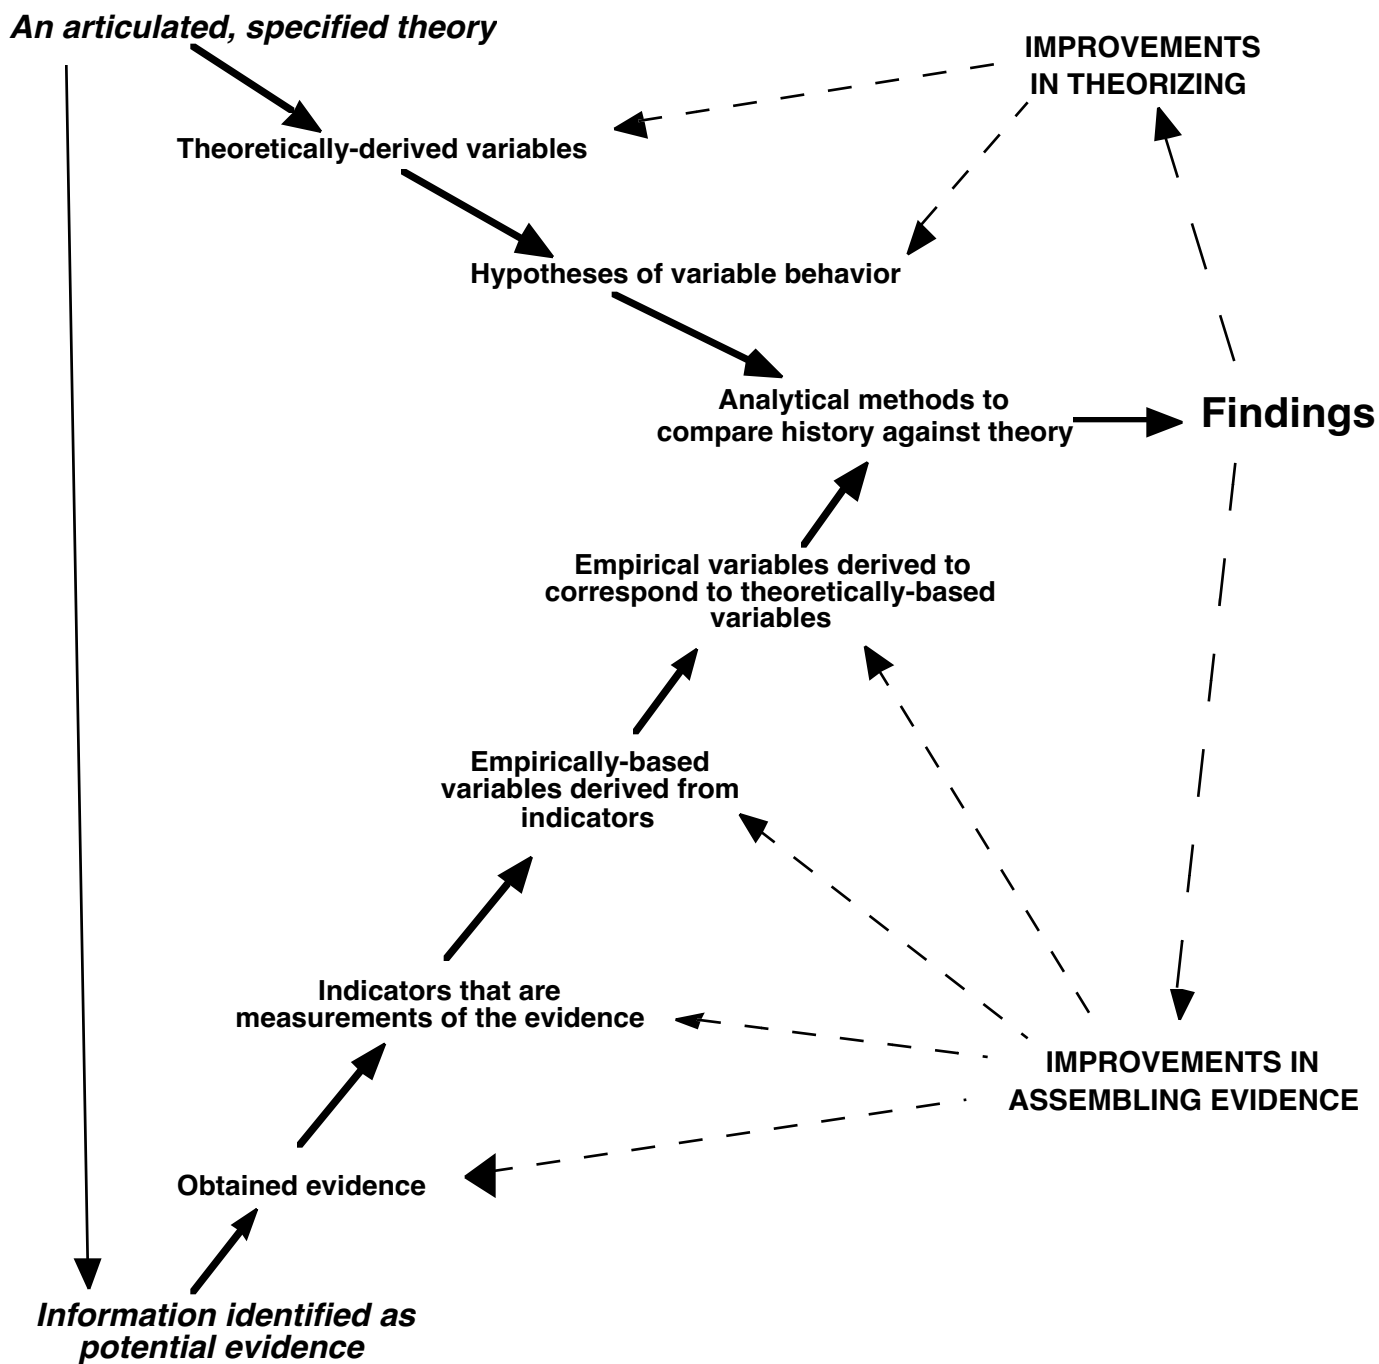 An articulated, specified theory
IMPROVEMENTS
IN THEORIZING
Theoretically-derived variables
Hypotheses of variable behavior
Analytical methods to
compare history against theory
Findings
Empirical variables derived to
correspond to theoretically-based
variables
Empirically-based
variables derived from
indicators
Indicators that are
measurements of the evidence
IMPROVEMENTS IN
ASSEMBLING EVIDENCE
Obtained evidence
Information identified as
potential evidence